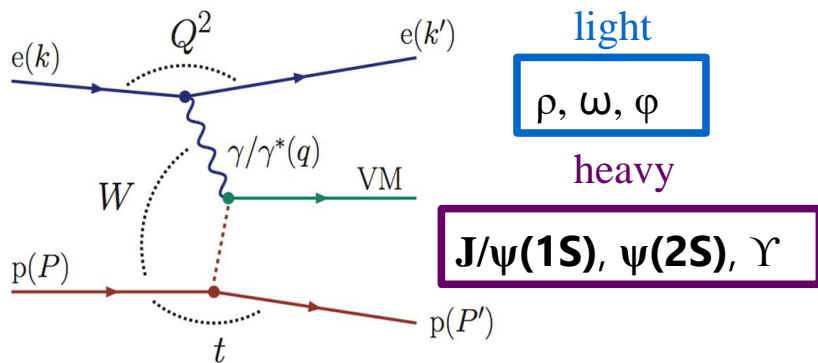 e(k)
Q²
e(k′)
γ/γ*(q)
W
VM
p(P)
t
p(P′)
light
ρ, ω, φ
heavy
J/ψ(1S), ψ(2S), ϒ